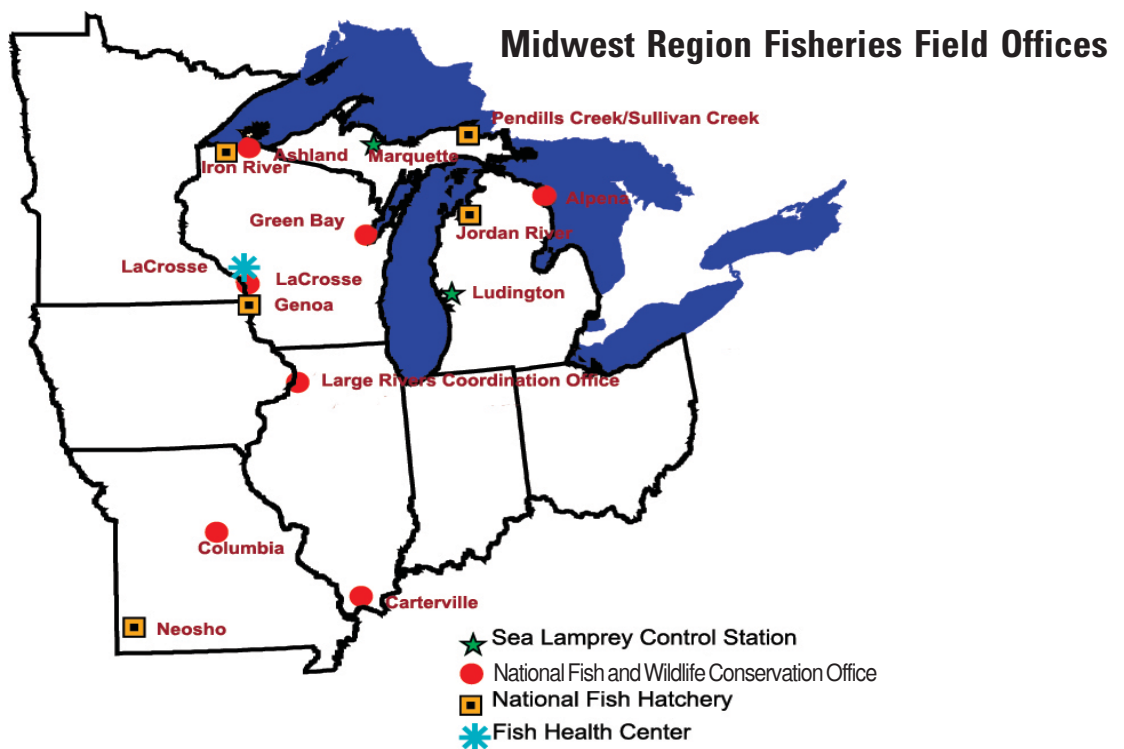 Midwest Region Fisheries Field Offices
Pendills Creek/Sullivan Creek
Ashland
Marquette
Iron River
Alpena
Green Bay
Jordan River
LaCrosse
LaCrosse
Ludington
Genoa
Large Rivers Coordination Office
Columbia
Carterville
Neosho
Sea Lamprey Control Station
National Fish and Wildlife Conservation Office
National Fish Hatchery
Fish Health Center